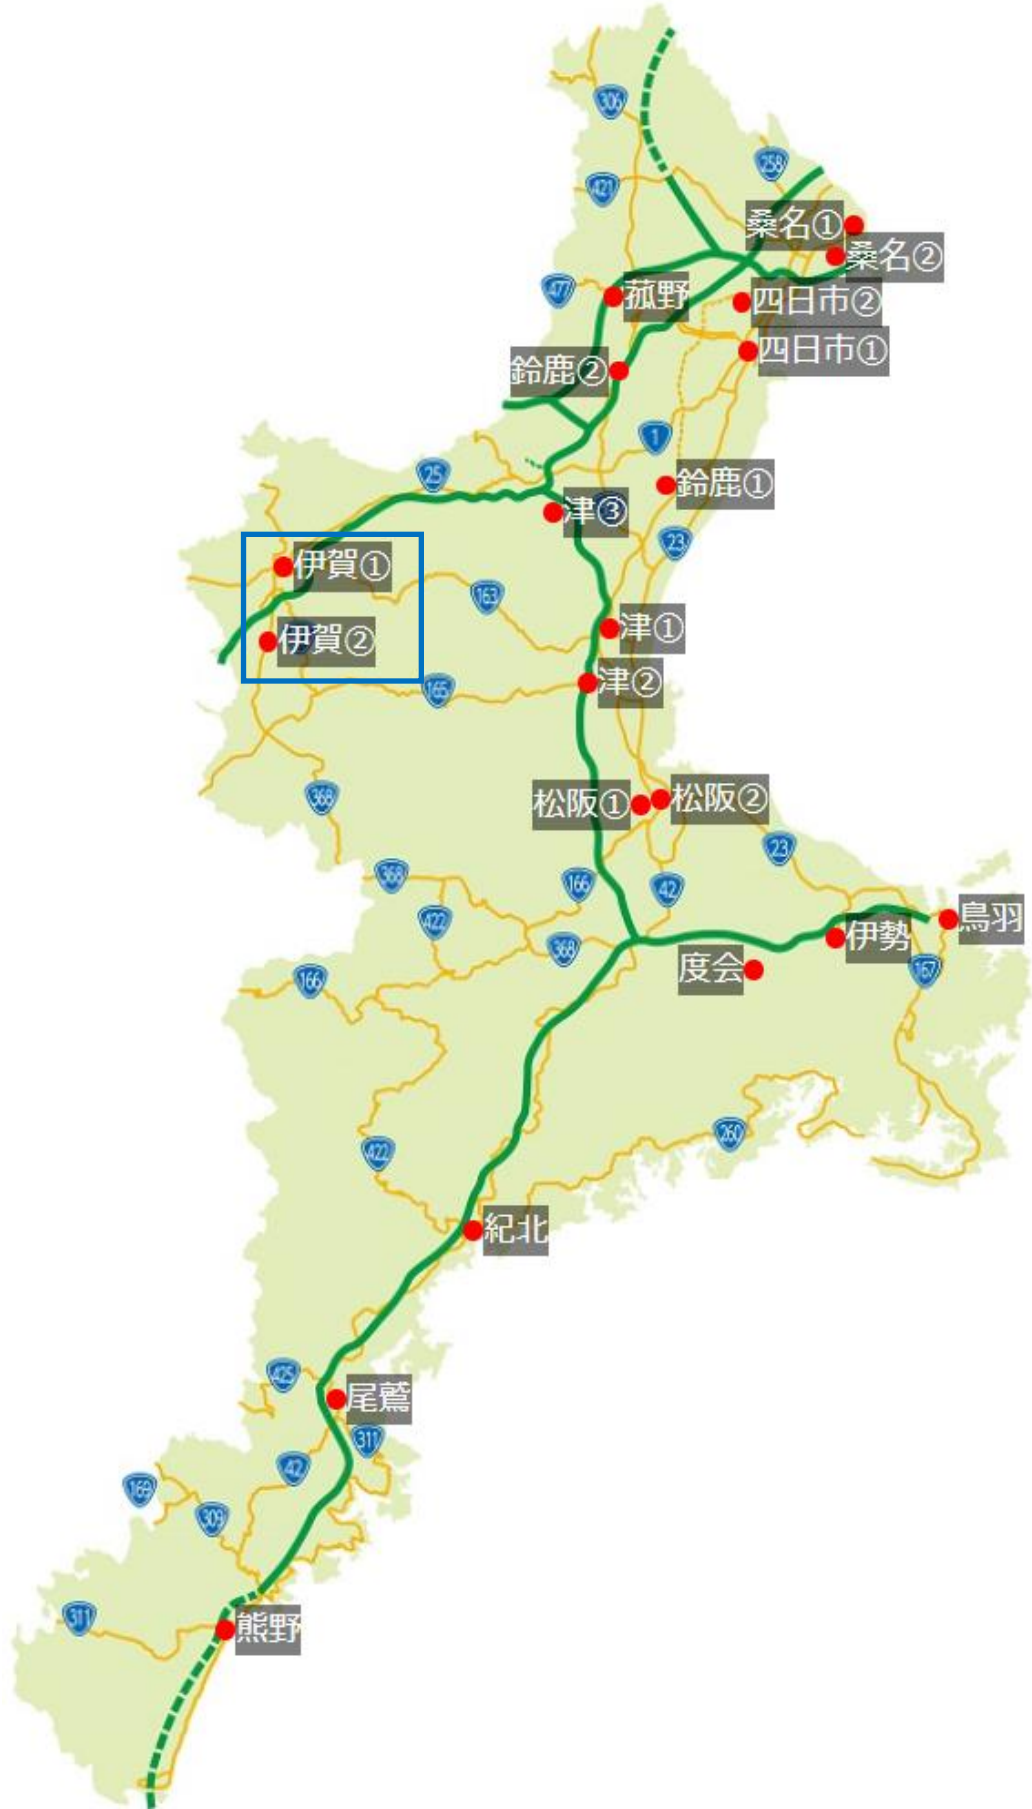 306
258
421
桑名①
桑名②
477
菰野
四日市②
四日市①
鈴鹿②
1
25
鈴鹿①
津③
23
伊賀①
163
津①
伊賀②
津②
165
松阪①
松阪②
368
23
368
166
42
422
鳥羽
伊勢
368
度会
167
166
260
422
紀北
425
尾鷲
311
42
169
309
311
熊野